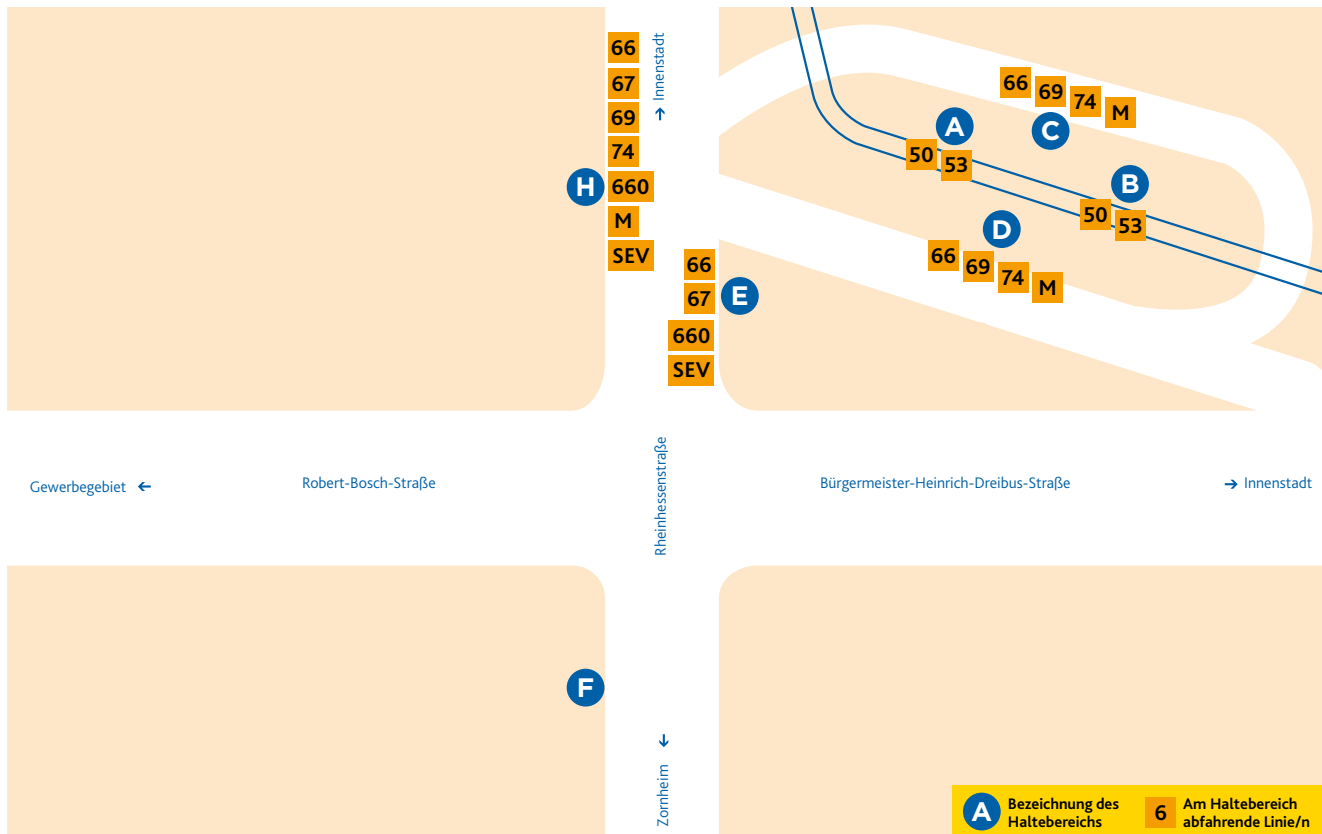 66
67
69
74
660
M
SEV
H
→ Innenstadt
66
67
660
SEV
E
A
50
53
66
69
74
M
C
B
50
53
D
66
69
74
M
Gewerbegebiet ←
Robert-Bosch-Straße
Rheinhessenstraße
Bürgermeister-Heinrich-Dreibus-Straße
→ Innenstadt
F
Zornheim ←
A
Bezeichnung des
Haltebereichs
6
Am Haltebereich
abfahrende Linie/n